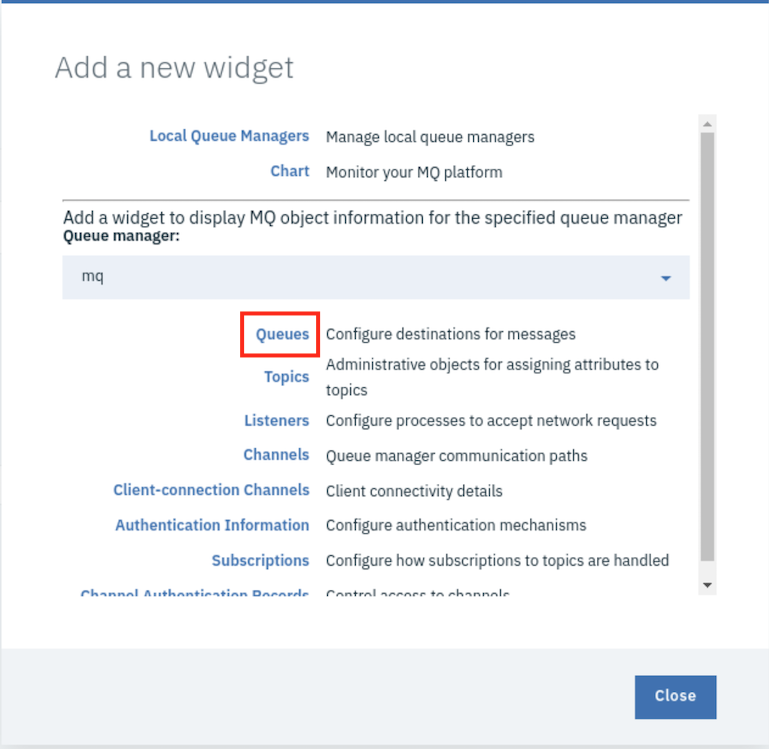 Add a new widget
Local Queue Managers Manage local queue managers
Chart Monitor your MQ platform
Add a widget to display MQ object information for the specified queue manager
Queue manager:
mq
Queues Configure destinations for messages
Topics Administrative objects for assigning attributes to
topics
Listeners Configure processes to accept network requests
Channels Queue manager communication paths
Client-connection Channels Client connectivity details
Authentication Information Configure authentication mechanisms
Subscriptions Configure how subscriptions to topics are handled
Channel Authentication Records Control access to channels
Close